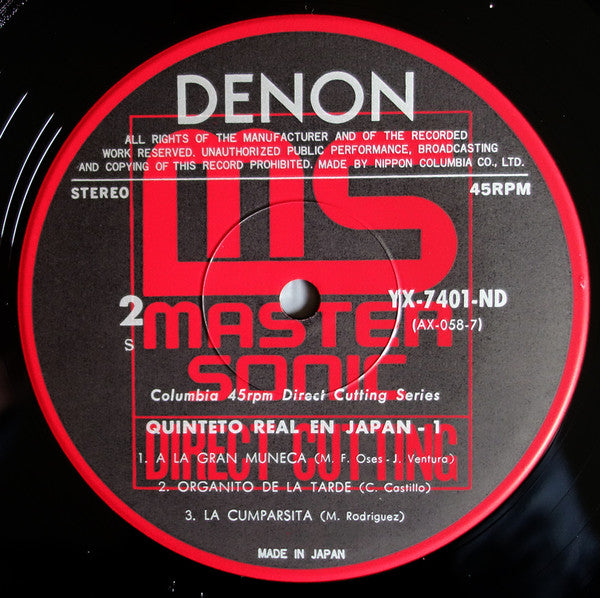 DENON
ALL RIGHTS OF THE MANUFACTURER AND OF THE RECORDED
WORK RESERVED. UNAUTHORIZED PUBLIC PERFORMANCE, BROADCASTING
AND COPYING OF THIS RECORD PROHIBITED. MADE BY NIPPON COLUMBIA CO., LTD.
STEREO 45RPM
MS
2 YX-7401-ND
S (AX-058-7)
MASTER
SONIC
Columbia 45rpm Direct Cutting Series
QUINTETO REAL EN JAPAN - 1
DIRECT CUTTING
1. A LA GRAN MUNECA (M. F. Oses - J. Ventura)
2. ORGANITO DE LA TARDE (C. Castillo)
3. LA CUMPARSITA (M. Rodriguez)
MADE IN JAPAN